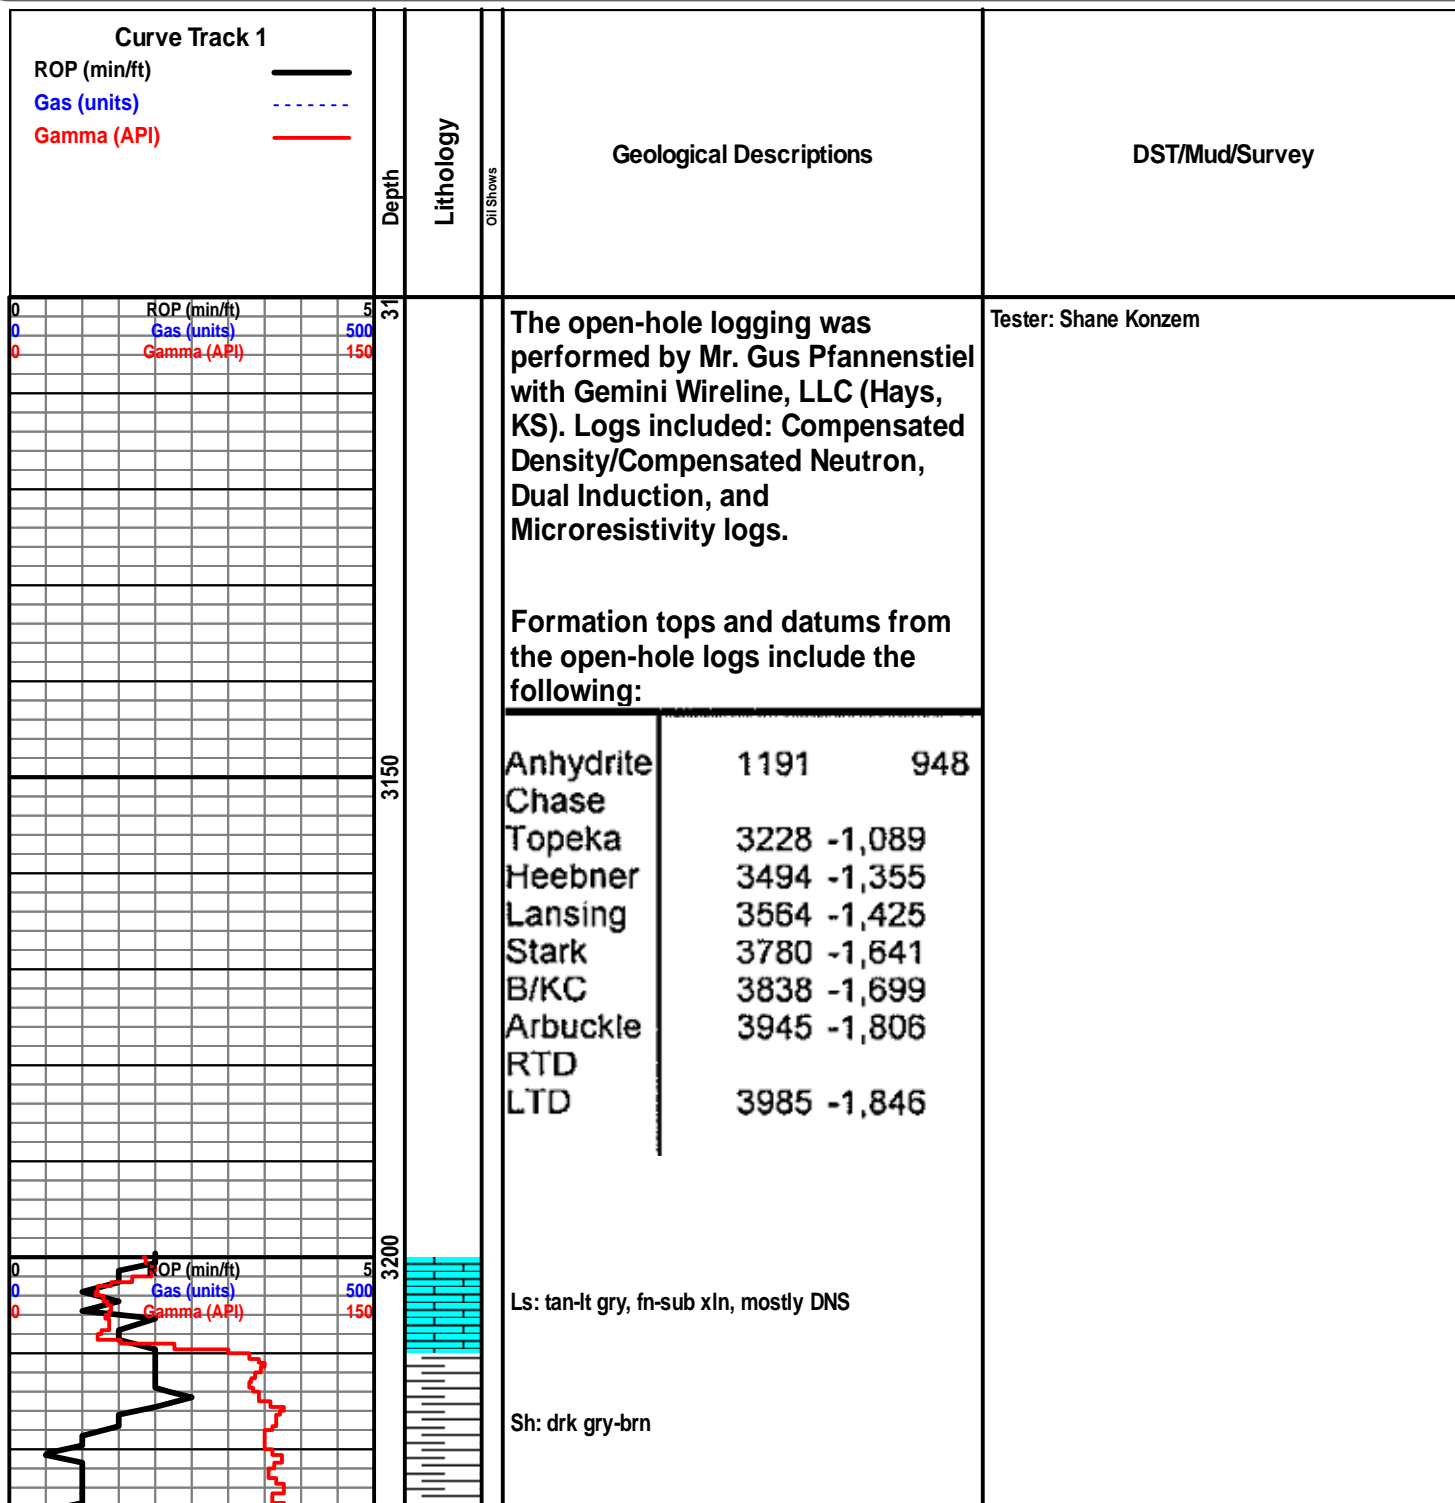 Curve Track 1
ROP (min/ft)
Gas (units)
Gamma (API)
Depth
Lithology
Oil Shows
Geological Descriptions
DST/Mud/Survey
0 ROP (min/ft) 5
0 Gas (units) 500
0 Gamma (API) 150
31
The open-hole logging was
performed by Mr. Gus Pfannenstiel
with Gemini Wireline, LLC (Hays,
KS). Logs included: Compensated
Density/Compensated Neutron,
Dual Induction, and
Microresistivity logs.
Formation tops and datums from
the open-hole logs include the
following:
Tester: Shane Konzem
3150
Anhydrite 1191 948
Chase
Topeka 3228 -1,089
Heebner 3494 -1,355
Lansing 3564 -1,425
Stark 3780 -1,641
B/KC 3838 -1,699
Arbuckle 3945 -1,806
RTD
LTD 3985 -1,846
3200
0 ROP (min/ft) 5
0 Gas (units) 500
0 Gamma (API) 150
Ls: tan-lt gry, fn-sub xln, mostly DNS
Sh: drk gry-brn